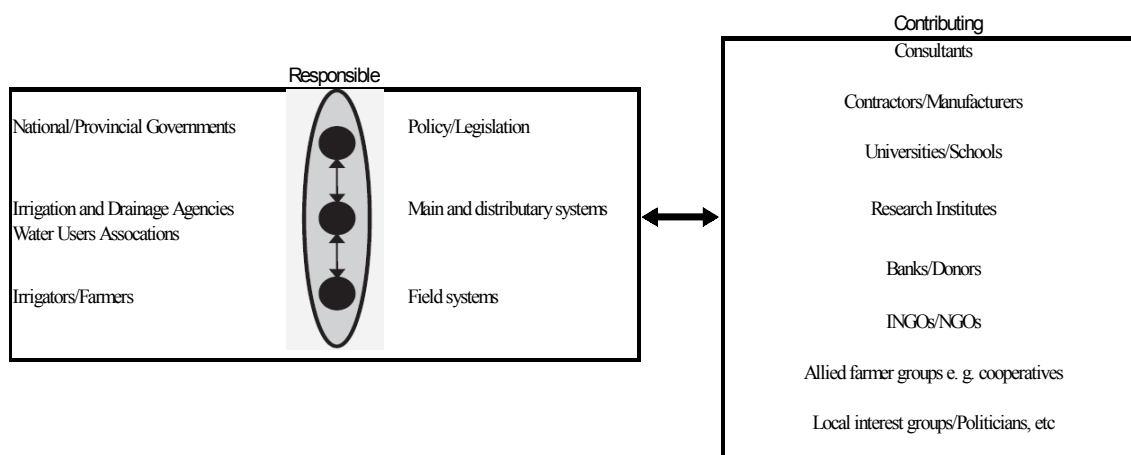 Contributing
Consultants
Responsible
Contractors/Manufacturers
National/Provincial Governments
Policy/Legislation
Universities/Schools
Irrigation and Drainage Agencies
Water Users Assocations
Main and distributary systems
Research Institutes
Banks/Donors
Irrigators/Farmers
Field systems
INGOs/NGOs
Allied farmer groups e. g. cooperatives
Local interest groups/Politicians, etc